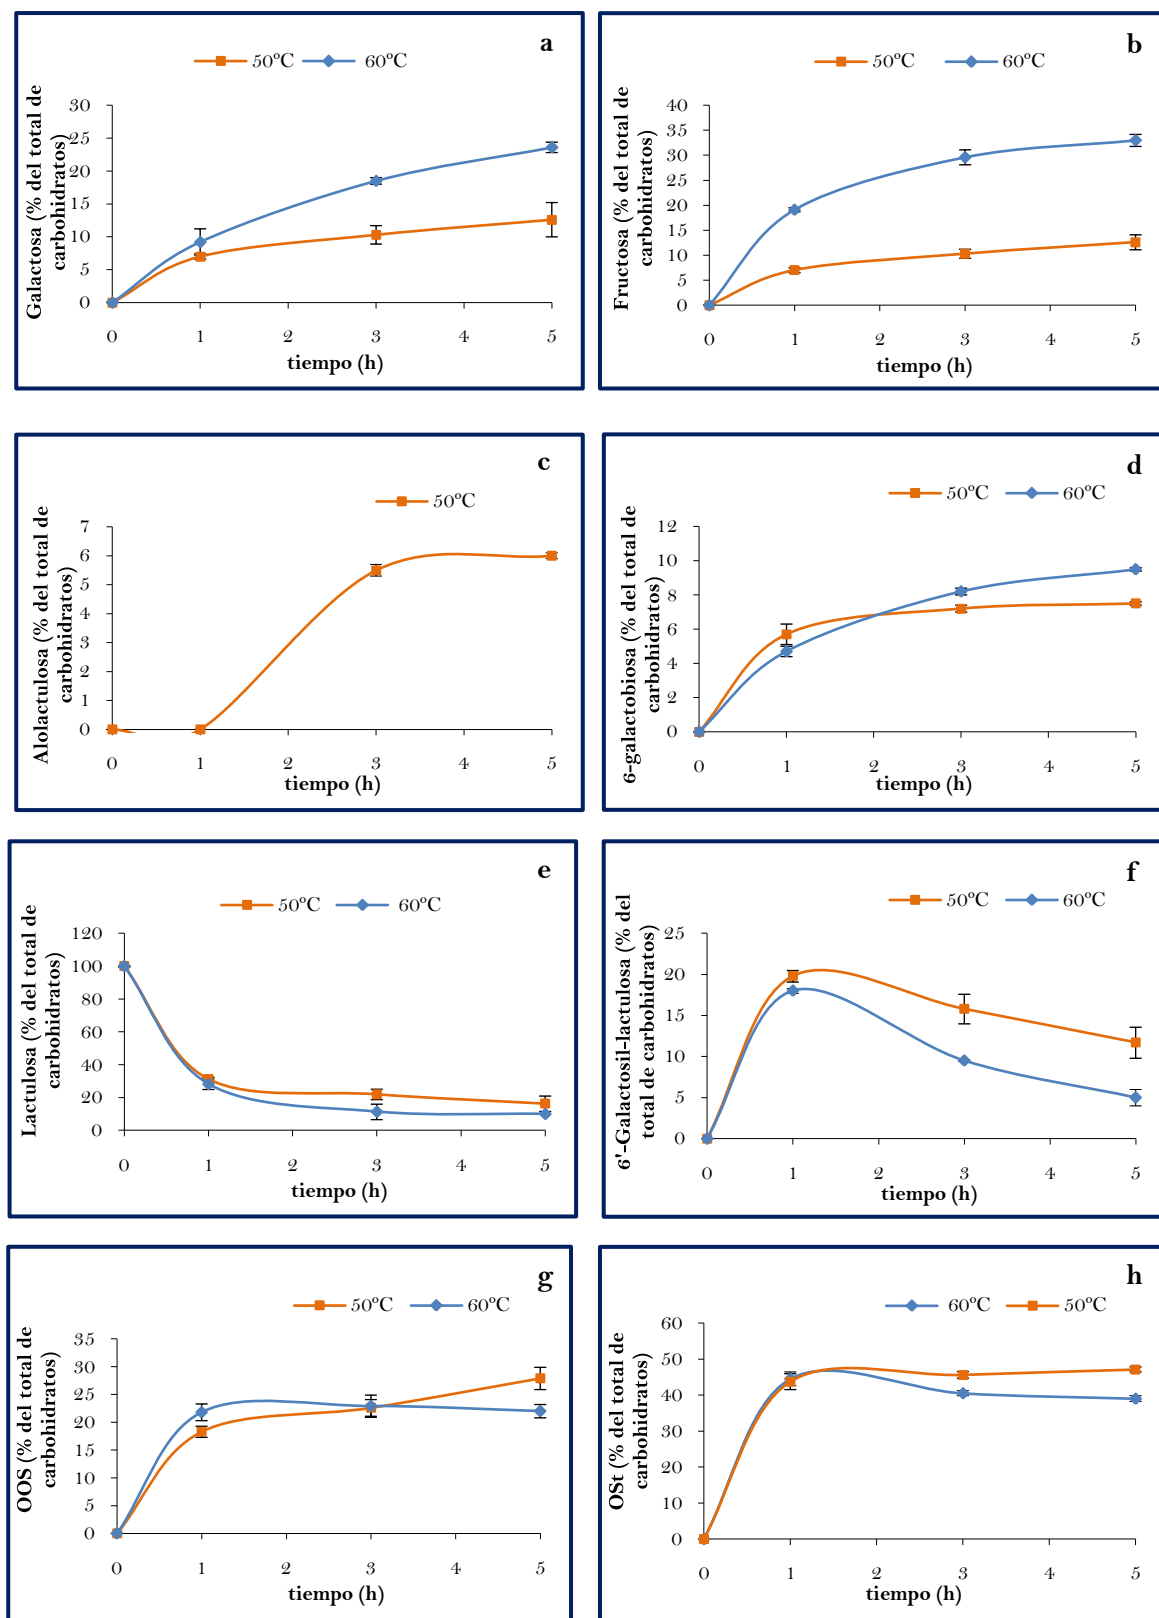 a
50ºC 60ºC
Galactosa (% del total de
carbohidratos)
30
25
20
15
10
5
0
0 1 2 3 4 5
tiempo (h)
b
50ºC 60ºC
Fructosa (% del total de
carbohidratos)
40
35
30
25
20
15
10
5
0
0 1 2 3 4 5
tiempo (h)
c
50ºC
Alolactulosa (% del total de
carbohidratos)
7
6
5
4
3
2
1
0
0 1 2 3 4 5
tiempo (h)
d
50ºC 60ºC
6-galactobiosa (% del total de
carbohidratos)
12
10
8
6
4
2
0
0 1 2 3 4 5
tiempo (h)
e
50ºC 60ºC
Lactulosa (% del total de
carbohidratos)
120
100
80
60
40
20
0
0 1 2 3 4 5
tiempo (h)
f
50ºC 60ºC
6'-Galactosil-lactulosa (% del
total de carbohidratos)
25
20
15
10
5
0
0 1 2 3 4 5
tiempo (h)
g
50ºC 60ºC
OOS (% del total de
carbohidratos)
35
30
25
20
15
10
5
0
0 1 2 3 4 5
tiempo (h)
h
60ºC 50ºC
OSt (% del total de
carbohidratos)
60
50
40
30
20
10
0
0 1 2 3 4 5
tiempo (h)